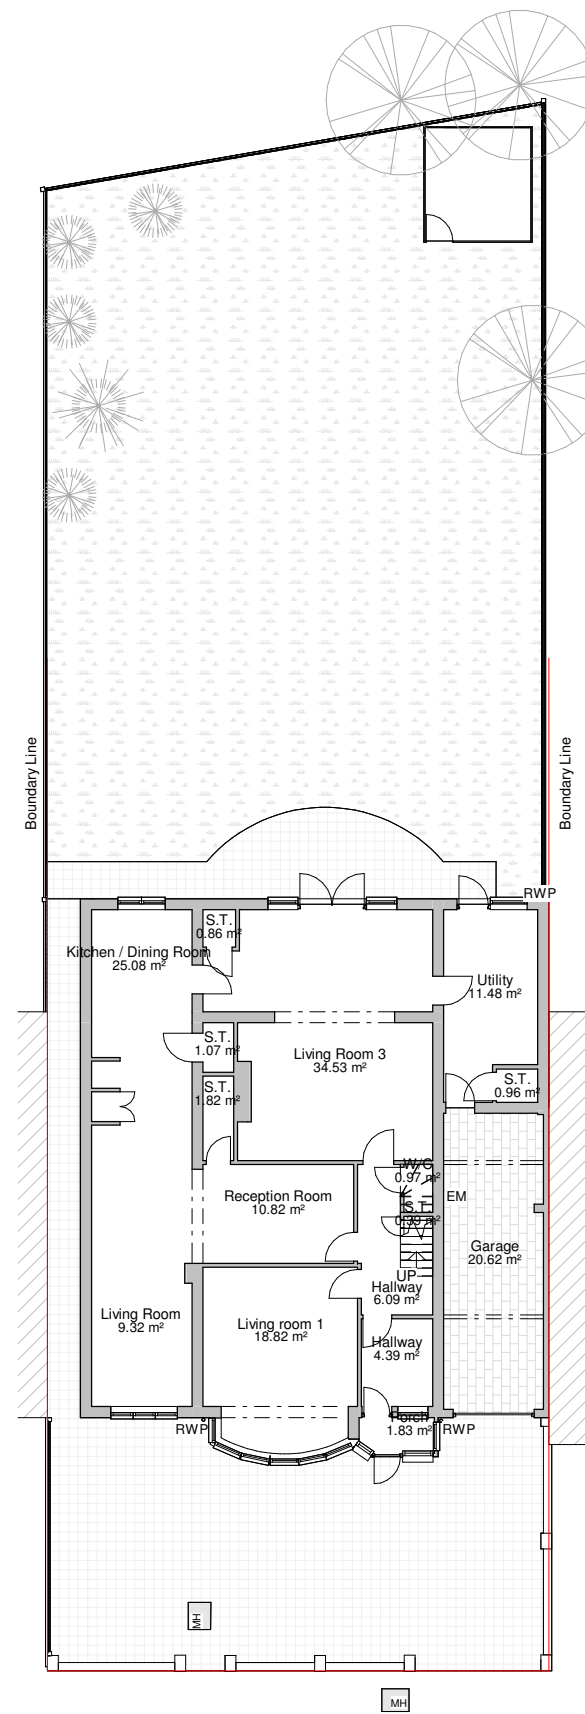 Boundary Line
Boundary Line
RWP
S.T.
0.86 m²
Kitchen / Dining Room
25.08 m²
Utility
11.48 m²
S.T.
1.07 m²
Living Room 3
34.53 m²
S.T.
1.82 m²
S.T.
0.96 m²
W/C
0.97 m²
Reception Room
10.82 m²
EM
S.T.
0.39 m²
Garage
20.62 m²
UP
Hallway
6.09 m²
Living Room
9.32 m²
Living room 1
18.82 m²
Hallway
4.39 m²
Porch
1.83 m²
RWP
RWP
MH
MH